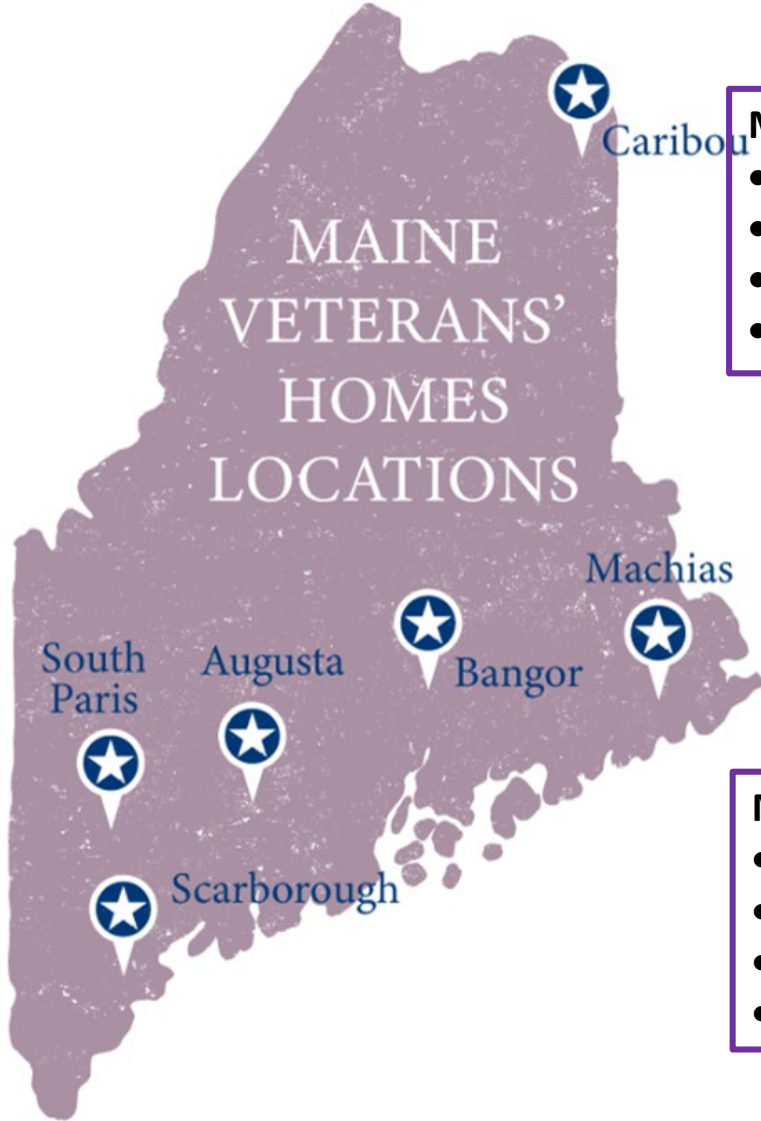 Caribou
MAINE
VETERANS’
HOMES
LOCATIONS
Machias
South
Paris
Augusta
Bangor
Scarborough
•
•
•
•
•
•
•
•